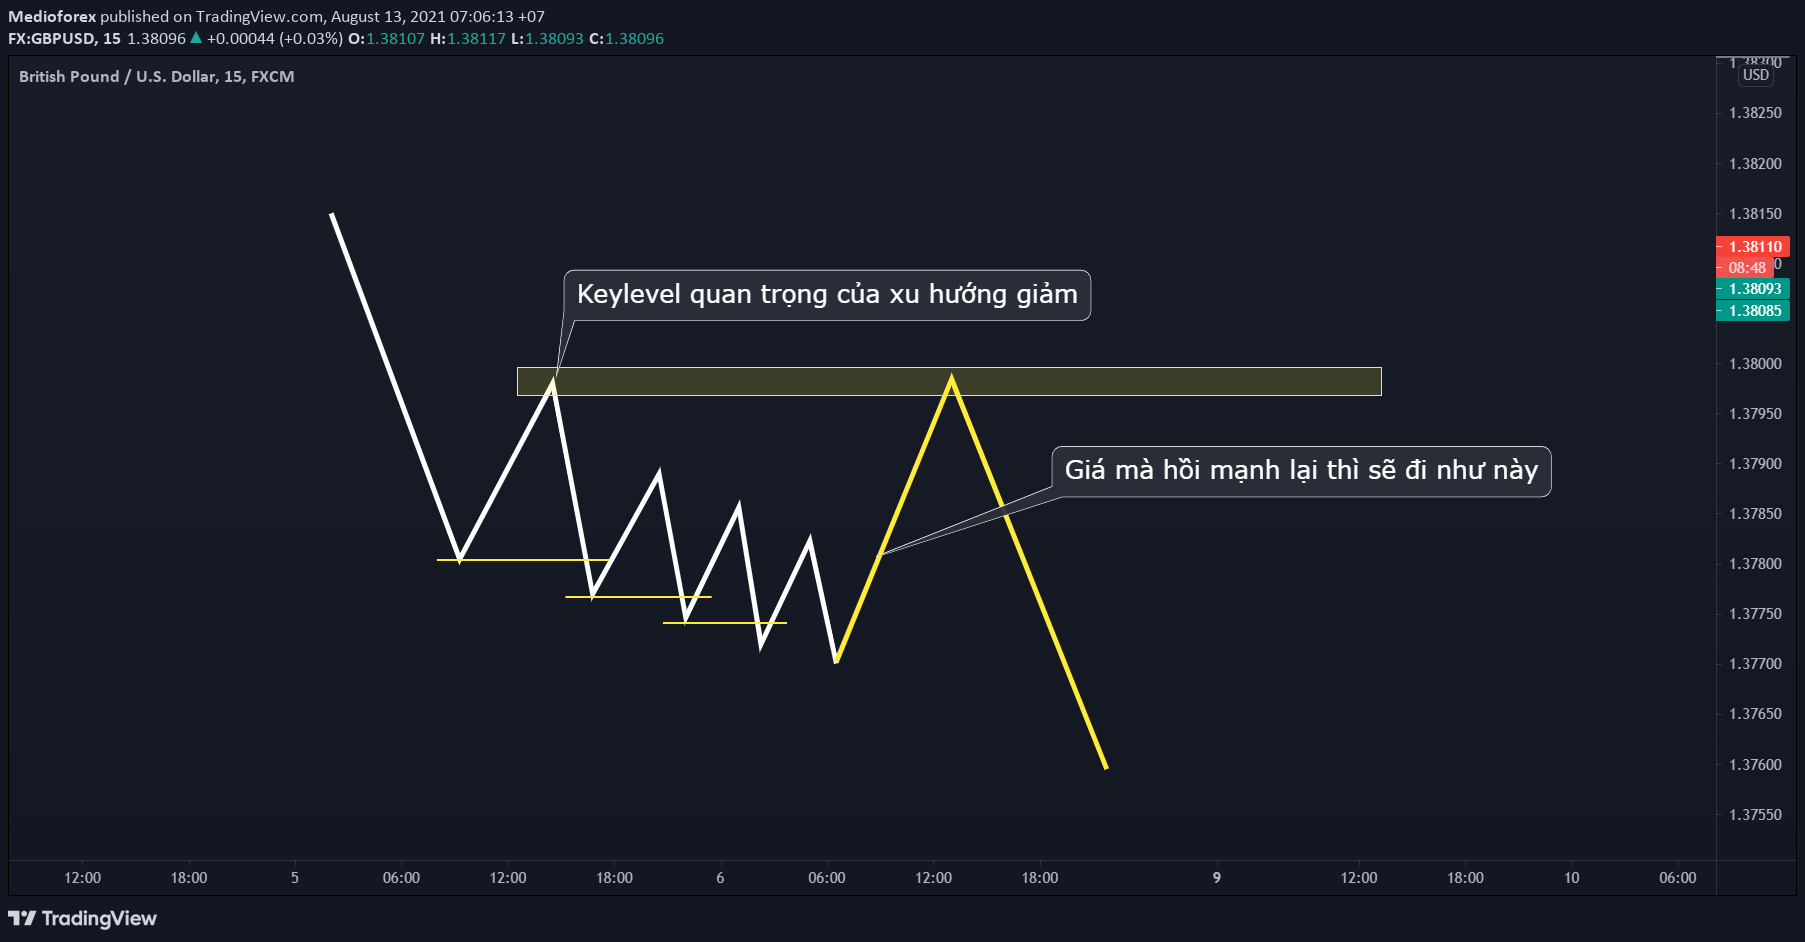 Medioforex published on TradingView.com, August 13, 2021 07:06:13 +07
FX:GBPUSD, 15 1.38096 ▲ +0.00044 (+0.03%) O:1.38107 H:1.38117 L:1.38093 C:1.38096
British Pound / U.S. Dollar, 15, FXCM
1.38300
USD
1.38250
1.38200
1.38150
1.38110
08:48
1.38093
1.38085
1.38000
1.37950
1.37900
1.37850
1.37800
1.37750
1.37700
1.37650
1.37600
1.37550
Keylevel quan trọng của xu hướng giảm
Giá mà hồi mạnh lại thì sẽ đi như này
12:00 18:00 5 06:00 12:00 18:00 6 06:00 12:00 18:00 9 12:00 18:00 10 06:00
TradingView